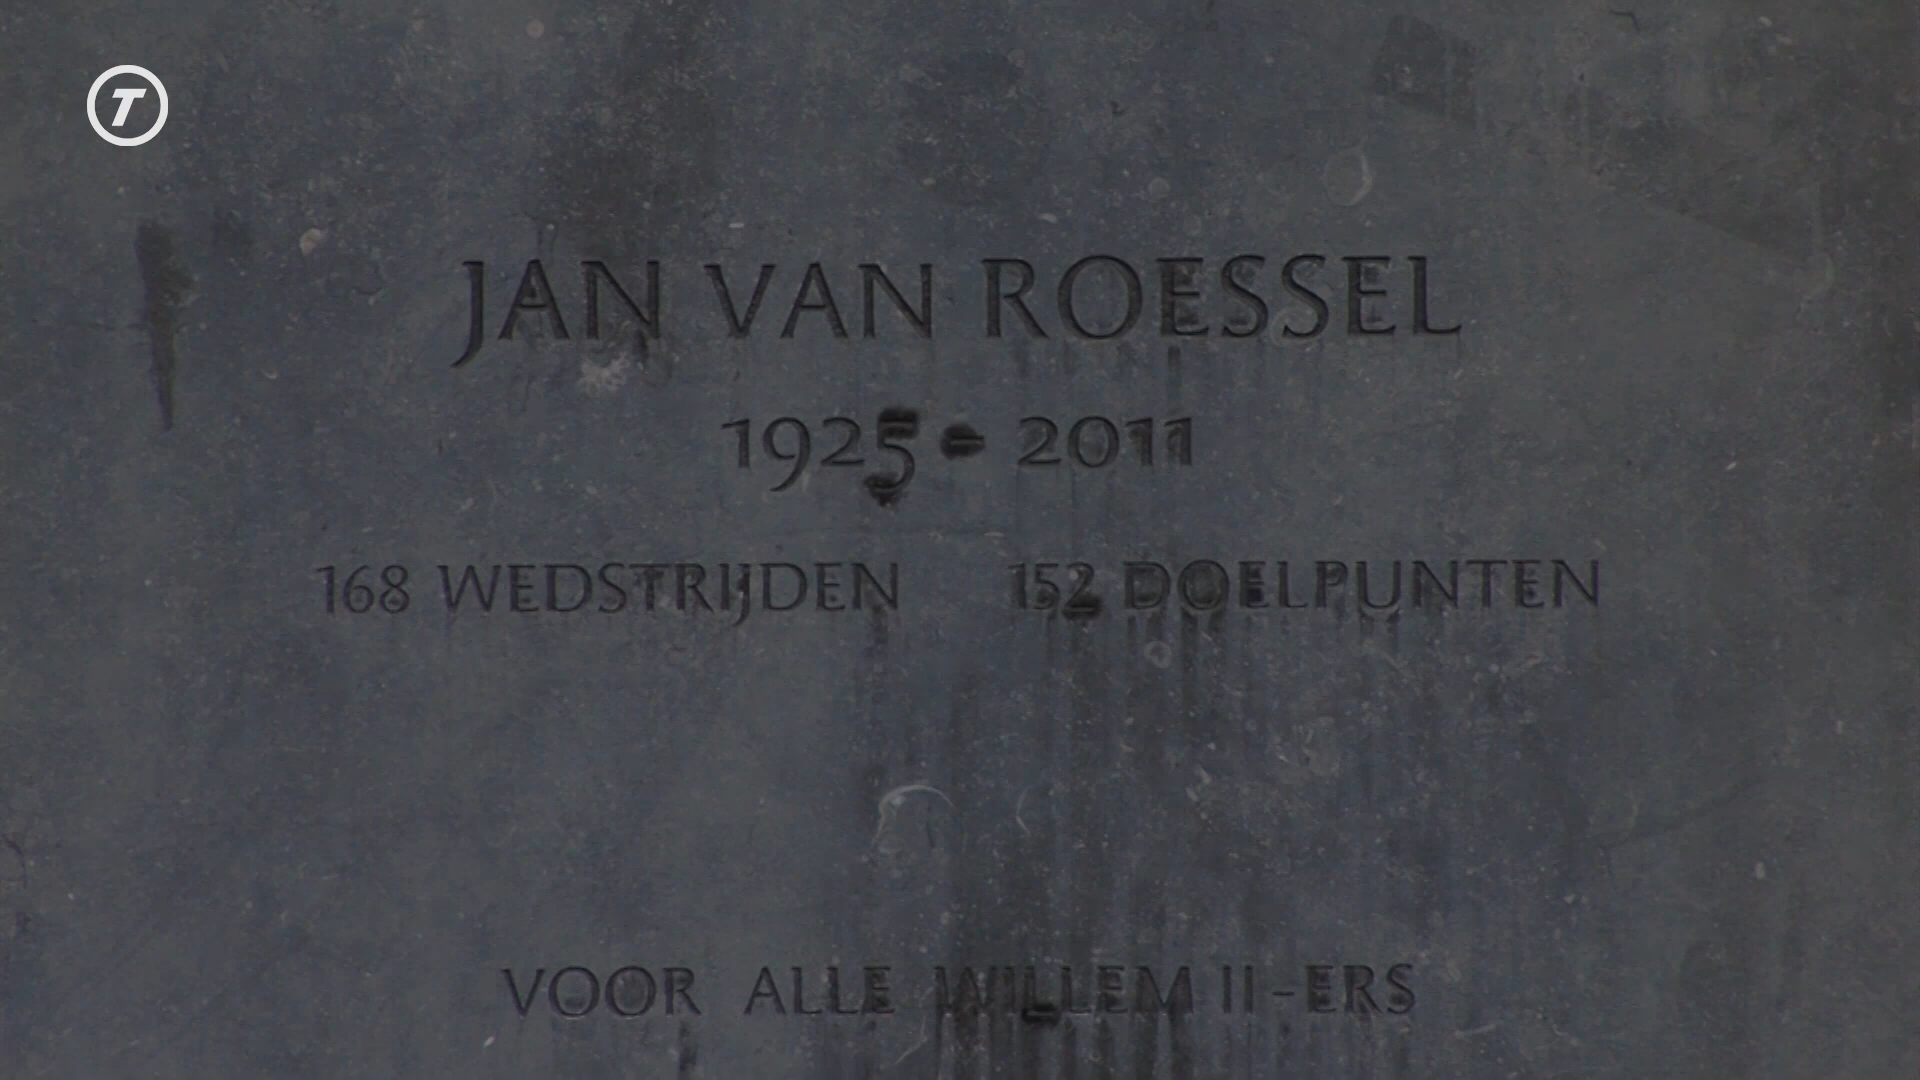 T
JAN VAN ROESSEL
1925 - 2011
168 WEDSTRIJDEN 152 DOELPUNTEN
VOOR ALLE WILLEM II-ERS